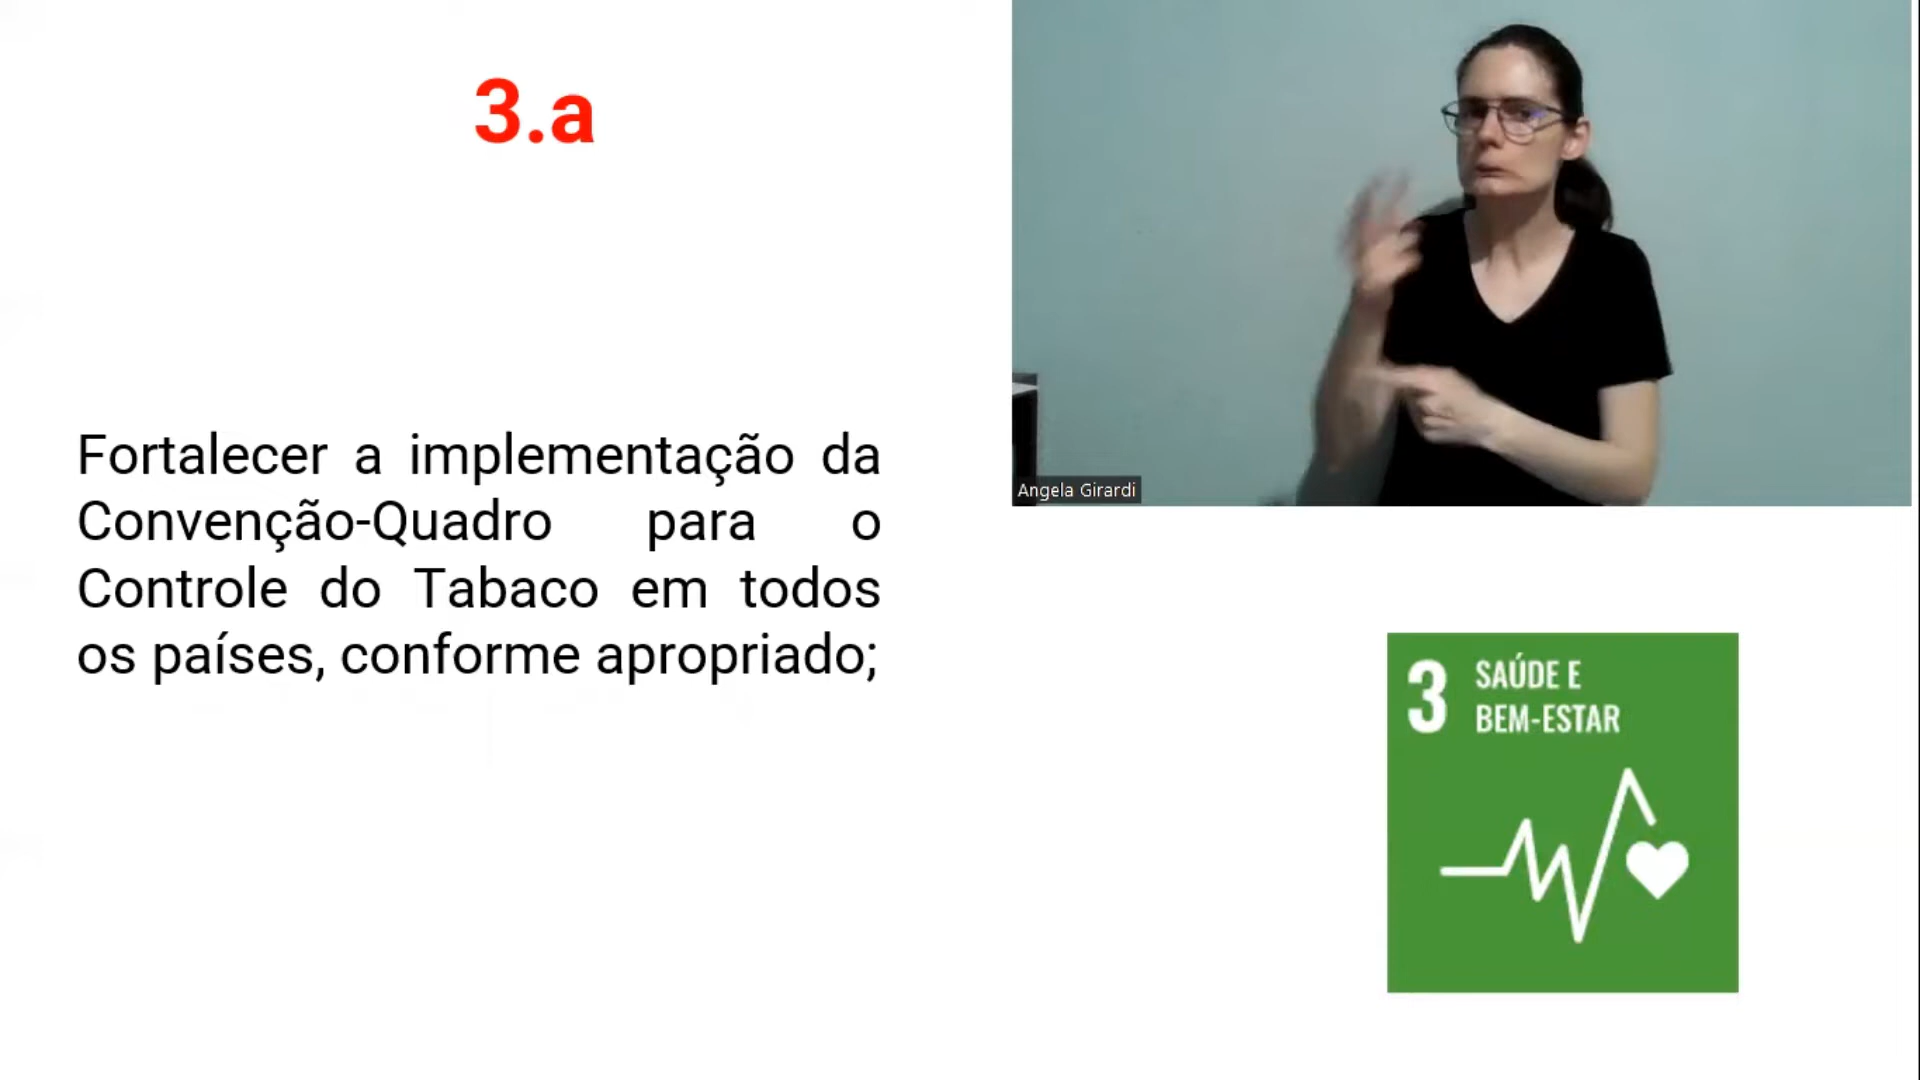 3.a
Fortalecer a implementação da
Convenção-Quadro para o
Controle do Tabaco em todos
os países, conforme apropriado;
Angela Girardi
3 SAÚDE E
BEM-ESTAR